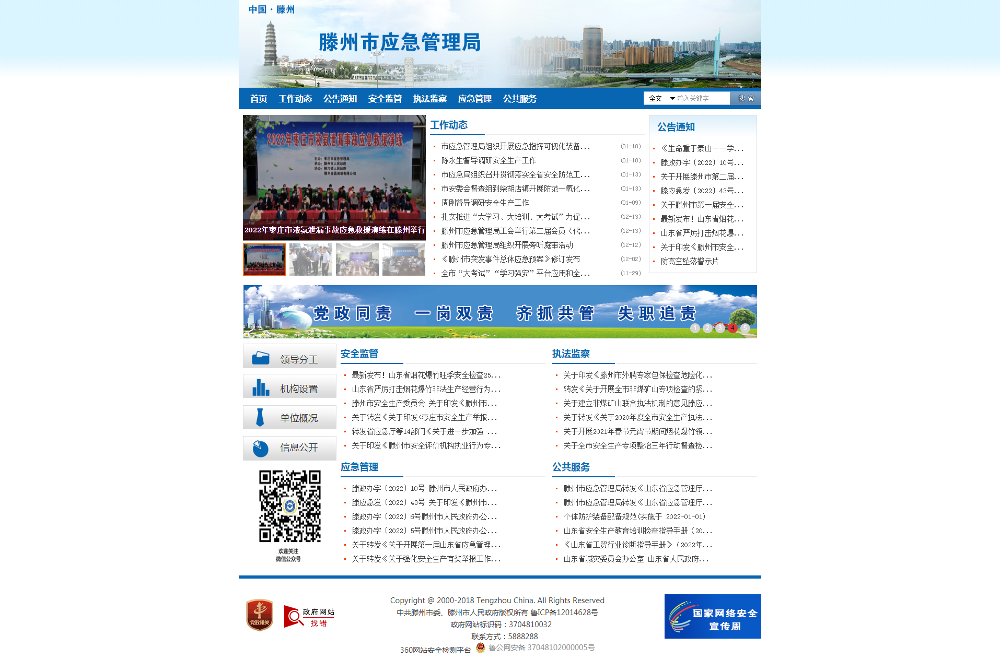 中国·滕州
滕州市应急管理局
首页 工作动态 公告通知 安全监管 执法监察 应急管理 公共服务
全文 输入关键字 搜 索
2022年枣庄市液氨泄漏事故应急救援演练
主办：枣庄市应急管理局
承办：滕州市人民政府
协办：鲍沟镇人民政府
滕州金晶玻璃有限公司
2022年枣庄市液氨泄漏事故应急救援演练在滕州举行
工作动态
市应急管理局组织开展应急指挥可视化装备... (01-18)
陈永生督导调研安全生产工作 (01-18)
市应急局组织召开贯彻落实全省安全防范工... (01-13)
市安委会督查组到柴胡店镇开展防范一氧化... (01-13)
周刚督导调研安全生产工作 (01-09)
扎实推进“大学习、大培训、大考试”力促... (12-13)
滕州市应急管理局工会举行第二届会员（代... (12-13)
滕州市应急管理局组织开展旁听庭审活动 (12-12)
《滕州市突发事件总体应急预案》修订发布 (12-02)
全市“大考试”“学习强安”平台应用和全... (11-29)
公告通知
《生命重于泰山——学...
滕政办字〔2022〕10号...
关于开展滕州市第二届...
滕应急发〔2022〕43号...
关于滕州市第一届安全...
最新发布！山东省烟花...
山东省严厉打击烟花爆...
关于印发《滕州市安全...
防高空坠落警示片
党政同责 一岗双责 齐抓共管 失职追责
1 2 3 4 5
领导分工
机构设置
单位概况
信息公开
欢迎关注
微信公众号
安全监管
最新发布！山东省烟花爆竹旺季安全检查25...
山东省严厉打击烟花爆竹非法生产经营行为...
滕州市安全生产委员会 关于印发《滕州市...
关于转发《关于印发<枣庄市安全生产举报...
转发省应急厅等14部门《关于进一步加强 ...
关于印发《滕州市安全评价机构执业行为专...
执法监察
关于印发《滕州市外聘专家包保检查危险化...
转发《关于开展全市非煤矿山专项检查的紧...
关于建立非煤矿山联合执法机制的意见滕应...
关于转发《关于2020年度全市安全生产执法...
关于开展2021年春节元宵节期间烟花爆竹领...
关于全市安全生产专项整治三年行动督查检...
应急管理
滕政办字〔2022〕10号 滕州市人民政府办...
滕应急发〔2022〕43号 关于印发《滕州市...
滕政办字〔2022〕6号滕州市人民政府办公...
滕政办字〔2022〕5号滕州市人民政府办公...
关于转发《关于开展第一届山东省应急管理...
关于转发《关于强化安全生产有奖举报工作...
公共服务
滕州市应急管理局转发《山东省应急管理厅...
滕州市应急管理局转发《山东省应急管理厅...
个体防护装备配备规范(实施于 2022-01-01)
山东省安全生产教育培训检查指导手册（20...
《山东省工贸行业诊断指导手册》（2022年...
山东省减灾委员会办公室 山东省人民政府...
党政机关
政府网站
找错
Copyright @ 2000-2018 Tengzhou China. All Rights Reserved
中共滕州市委、滕州市人民政府版权所有 鲁ICP备12014628号
政府网站标识码：3704810032
联系方式：5888288
360网站安全检测平台 鲁公网安备 37048102000005号
国家网络安全
宣传周